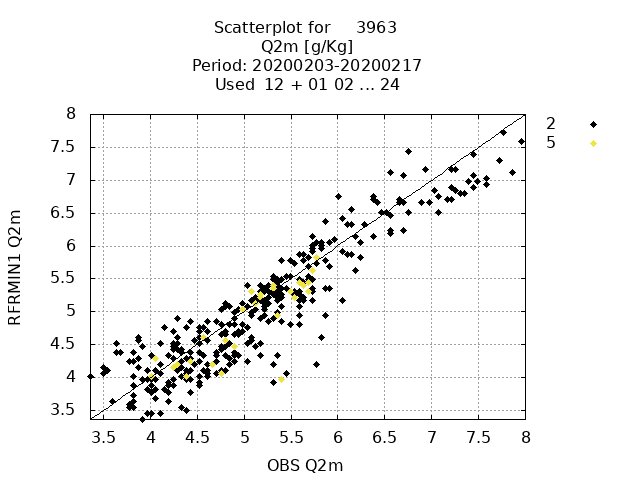 Scatterplot for 3963
Q2m [g/Kg]
Period: 20200203-20200217
Used 12 + 01 02 ... 24
2
5
8
7.5
7
6.5
6
5.5
5
4.5
4
3.5
RFRMIN1 Q2m
3.5 4 4.5 5 5.5 6 6.5 7 7.5 8
OBS Q2m